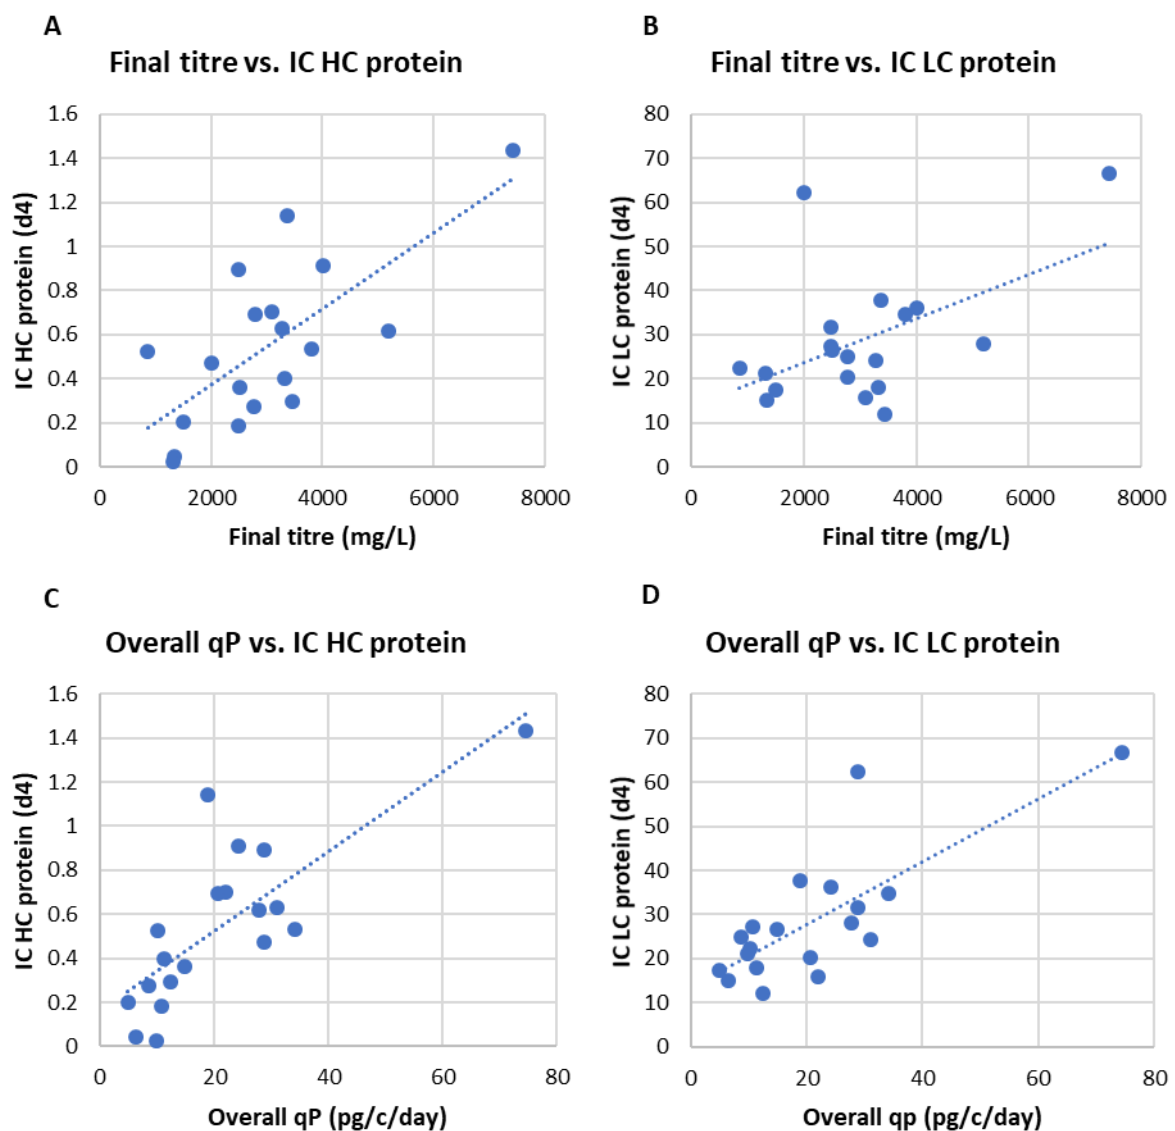 A
B
Final titre vs. IC HC protein
Final titre vs. IC LC protein
IC HC protein (d4)
1.6
1.4
1.2
1
0.8
0.6
0.4
0.2
0
0 2000 4000 6000 8000
Final titre (mg/L)
IC LC protein (d4)
80
70
60
50
40
30
20
10
0
0 2000 4000 6000 8000
Final titre (mg/L)
C
D
Overall qP vs. IC HC protein
Overall qP vs. IC LC protein
IC HC protein (d4)
1.6
1.4
1.2
1
0.8
0.6
0.4
0.2
0
0 20 40 60 80
Overall qP (pg/c/day)
IC LC protein (d4)
80
70
60
50
40
30
20
10
0
0 20 40 60 80
Overall qp (pg/c/day)